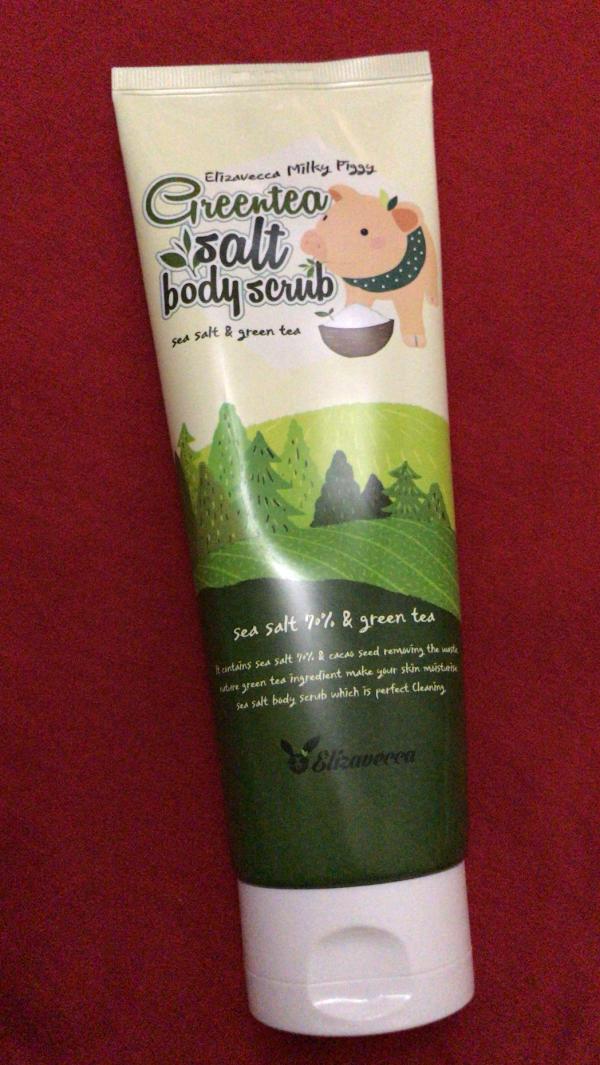 Elizavecca Milky Piggy
Greentea
salt
body scrub
sea salt & green tea
sea salt 70% & green tea
It contains sea salt 70% & cacao seed removing the waste,
nature green tea ingredient make your skin moisturise
sea salt body scrub which is perfect Cleaning.
Elizavecca